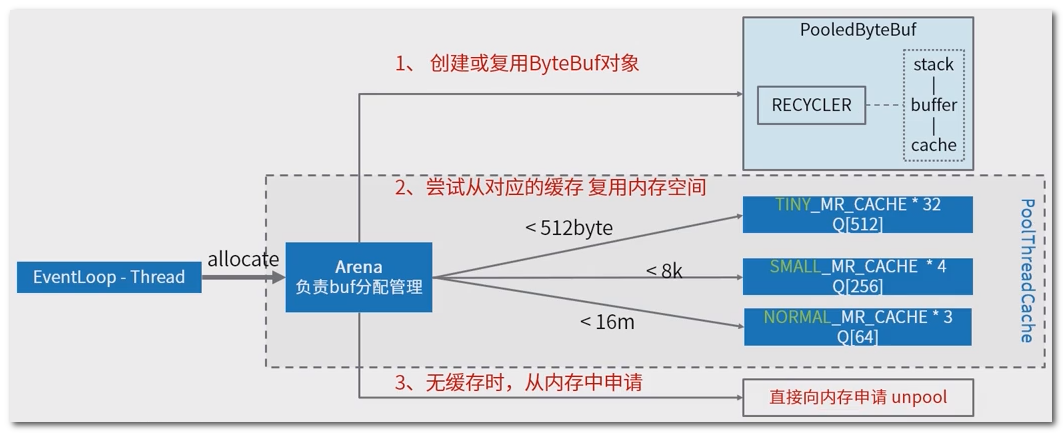 PooledByteBuf
1、 创建或复用ByteBuf对象
stack
RECYCLER
buffer
cache
2、尝试从对应的缓存 复用内存空间
TINY_MR_CACHE * 32
Q[512]
< 512byte
PoolThreadCache
allocate
EventLoop - Thread
Arena
负责buf分配管理
< 8k
SMALL_MR_CACHE * 4
Q[256]
< 16m
NORMAL_MR_CACHE * 3
Q[64]
3、无缓存时，从内存中申请
直接向内存申请 unpool